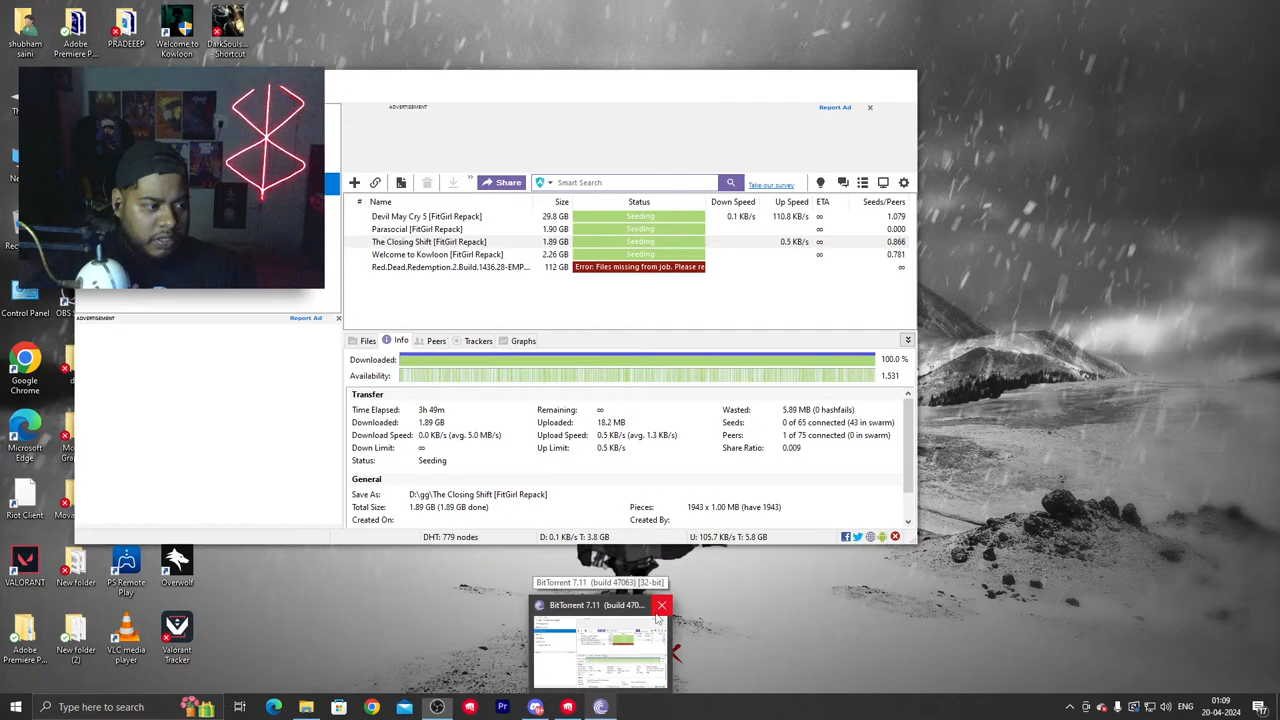 shubham saini
Adobe Premiere P...
PRADEEEP
Welcome to Kowloon
DarkSouls... - Shortcut
ADVERTISEMENT
Report Ad
Share
Smart Search
Take our survey
# Name Size Status Down Speed Up Speed ETA Seeds/Peers
Devil May Cry 5 [FitGirl Repack] 29.8 GB Seeding 0.1 KB/s 110.8 KB/s ∞ 1.079
Parasocial [FitGirl Repack] 1.90 GB Seeding ∞ 0.000
The Closing Shift [FitGirl Repack] 1.89 GB Seeding 0.5 KB/s ∞ 0.866
Welcome to Kowloon [FitGirl Repack] 2.26 GB Seeding ∞ 0.781
Red.Dead.Redemption.2.Build.1436.28-EMP... 112 GB Error: Files missing from job. Please re ∞
Control Panel
OBS S
ADVERTISEMENT
Report Ad
Files Info Peers Trackers Graphs
Downloaded: 100.0 %
Availability: 1.531
Transfer
Time Elapsed: 3h 49m Remaining: ∞ Wasted: 5.89 MB (0 hashfails)
Downloaded: 1.89 GB Uploaded: 18.2 MB Seeds: 0 of 65 connected (43 in swarm)
Download Speed: 0.0 KB/s (avg. 5.0 MB/s) Upload Speed: 0.5 KB/s (avg. 1.3 KB/s) Peers: 1 of 75 connected (0 in swarm)
Down Limit: ∞ Up Limit: 0.5 KB/s Share Ratio: 0.009
Status: Seeding
General
Save As: D:\gg\The Closing Shift [FitGirl Repack]
Total Size: 1.89 GB (1.89 GB done) Pieces: 1943 x 1.00 MB (have 1943)
Created On: Created By:
DHT: 779 nodes D: 0.1 KB/s T: 3.8 GB U: 105.7 KB/s T: 5.8 GB
Google Chrome
Microsoft Edge
Riot Client
VALORANT
New folder
PS Remote Play
Overwolf
Adobe Premiere P...
New folder (2)
VLC media player
Valorant Tracker
BitTorrent 7.11 (build 47063) [32-bit]
BitTorrent 7.11 (build 470...
Type here to search
ENG
01:09
20-04-2024